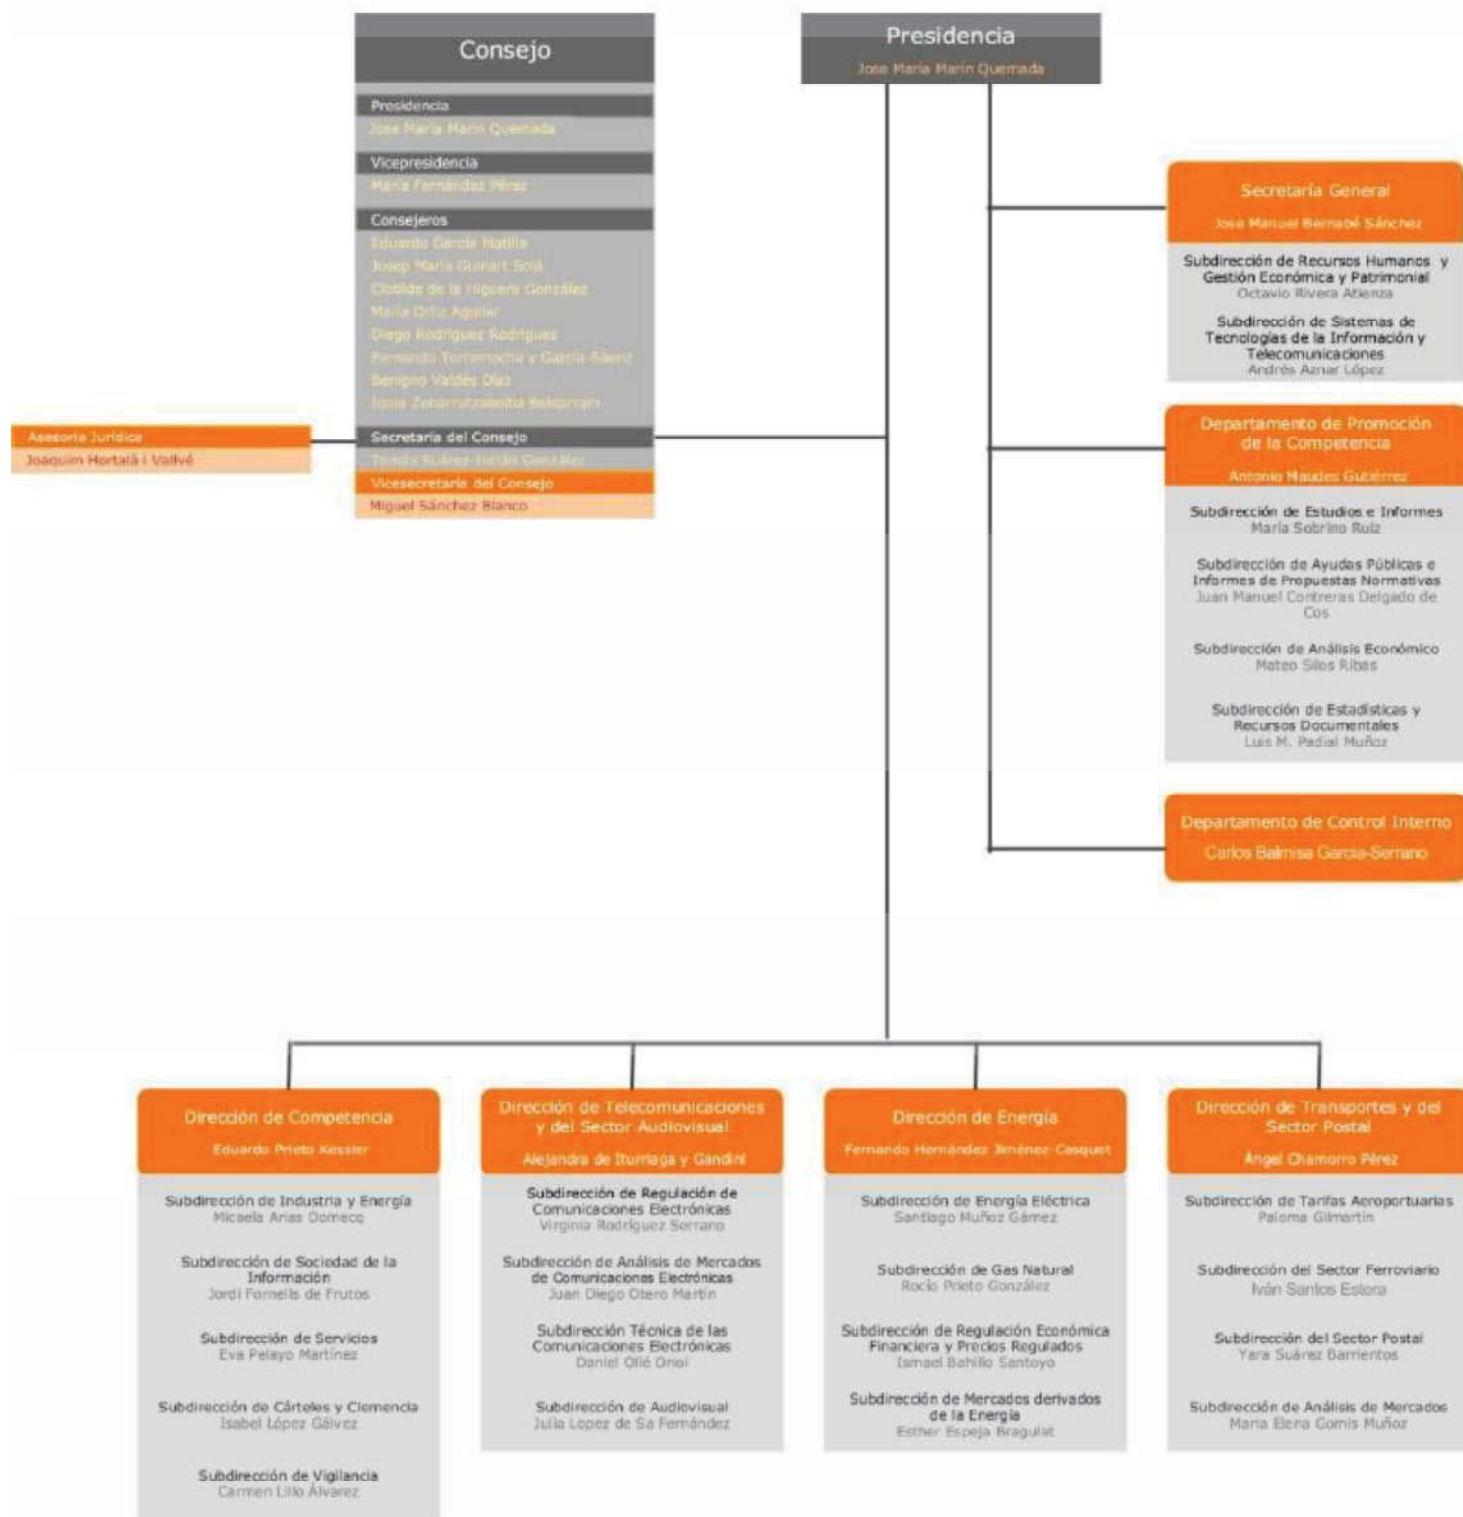 Consejo
Presidencia
Jose María Marín Quemada
Vicepresidencia
María Fernández Pérez
Consejeros
Eduardo García Matilla
Josep Maria Guinart Solà
Clotilde de la Higuera González
María Ortiz Aguilar
Diego Rodríguez Rodríguez
Fernando Torremocha y García-Sáenz
Benigno Valdés Díaz
Idoia Zenarrutzabeitia Beldarrain
Secretaría del Consejo
Tomás Suárez-Inclán González
Vicesecretaría del Consejo
Miguel Sánchez Blanco
Asesoría Jurídica
Joaquim Hortalà i Vallvé
Presidencia
Jose María Marín Quemada
Secretaría General
Jose Manuel Bernabé Sánchez
Subdirección de Recursos Humanos y
Gestión Económica y Patrimonial
Octavio Rivera Atienza
Subdirección de Sistemas de
Tecnologías de la Información y
Telecomunicaciones
Andrés Aznar López
Departamento de Promoción
de la Competencia
Antonio Maudes Gutiérrez
Subdirección de Estudios e Informes
María Sobrino Ruiz
Subdirección de Ayudas Públicas e
Informes de Propuestas Normativas
Juan Manuel Contreras Delgado de
Cos
Subdirección de Análisis Económico
Mateo Silos Ribas
Subdirección de Estadísticas y
Recursos Documentales
Luis M. Padial Muñoz
Departamento de Control Interno
Carlos Balmisa Garcia-Serrano
Dirección de Competencia
Eduardo Prieto Kessler
Subdirección de Industria y Energía
Micaela Arias Domecq
Subdirección de Sociedad de la
Información
Jordi Fornells de Frutos
Subdirección de Servicios
Eva Pelayo Martínez
Subdirección de Cárteles y Clemencia
Isabel López Gálvez
Subdirección de Vigilancia
Carmen Lillo Álvarez
Dirección de Telecomunicaciones
y del Sector Audiovisual
Alejandra de Iturriaga y Gandini
Subdirección de Regulación de
Comunicaciones Electrónicas
Virginia Rodríguez Serrano
Subdirección de Análisis de Mercados
de Comunicaciones Electrónicas
Juan Diego Otero Martín
Subdirección Técnica de las
Comunicaciones Electrónicas
Daniel Ollé Oriol
Subdirección de Audiovisual
Julia Lopez de Sa Fernández
Dirección de Energía
Fernando Hernández Jiménez-Casquet
Subdirección de Energía Eléctrica
Santiago Muñoz Gámez
Subdirección de Gas Natural
Rocío Prieto González
Subdirección de Regulación Económica
Financiera y Precios Regulados
Ismael Bahillo Santoyo
Subdirección de Mercados derivados
de la Energía
Esther Espeja Bragulat
Dirección de Transportes y del
Sector Postal
Ángel Chamorro Pérez
Subdirección de Tarifas Aeroportuarias
Paloma Gilmartín
Subdirección del Sector Ferroviario
Iván Santos Estora
Subdirección del Sector Postal
Yara Suárez Barrientos
Subdirección de Análisis de Mercados
Maria Elena Gomis Muñoz